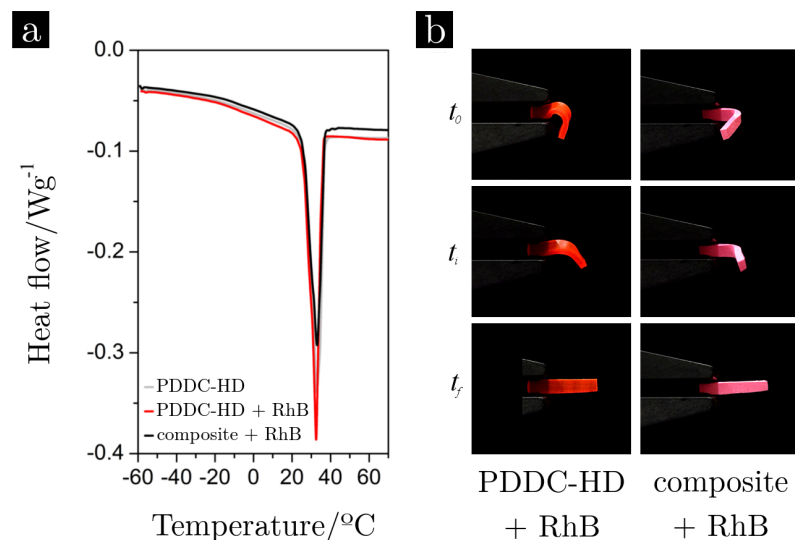 a
0.0
-0.1
-0.2
-0.3
-0.4
Heat flow/Wg⁻¹
PDDC-HD
PDDC-HD + RhB
composite + RhB
-60 -40 -20 0 20 40 60
Temperature/ºC
b
t₀
tᵢ
t_f
PDDC-HD composite
+ RhB + RhB